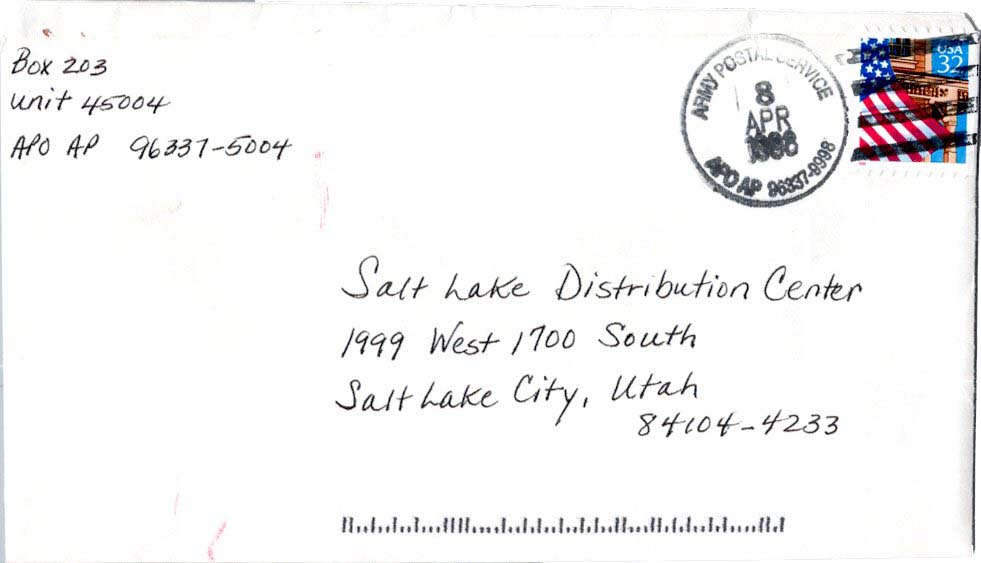 Box 203
Unit 45004
APO AP 96337-5004
ARMY POSTAL SERVICE
8
APR
APO AP 96337-9998
USA
32
Salt Lake Distribution Center
1999 West 1700 South
Salt Lake City, Utah
84104-4233